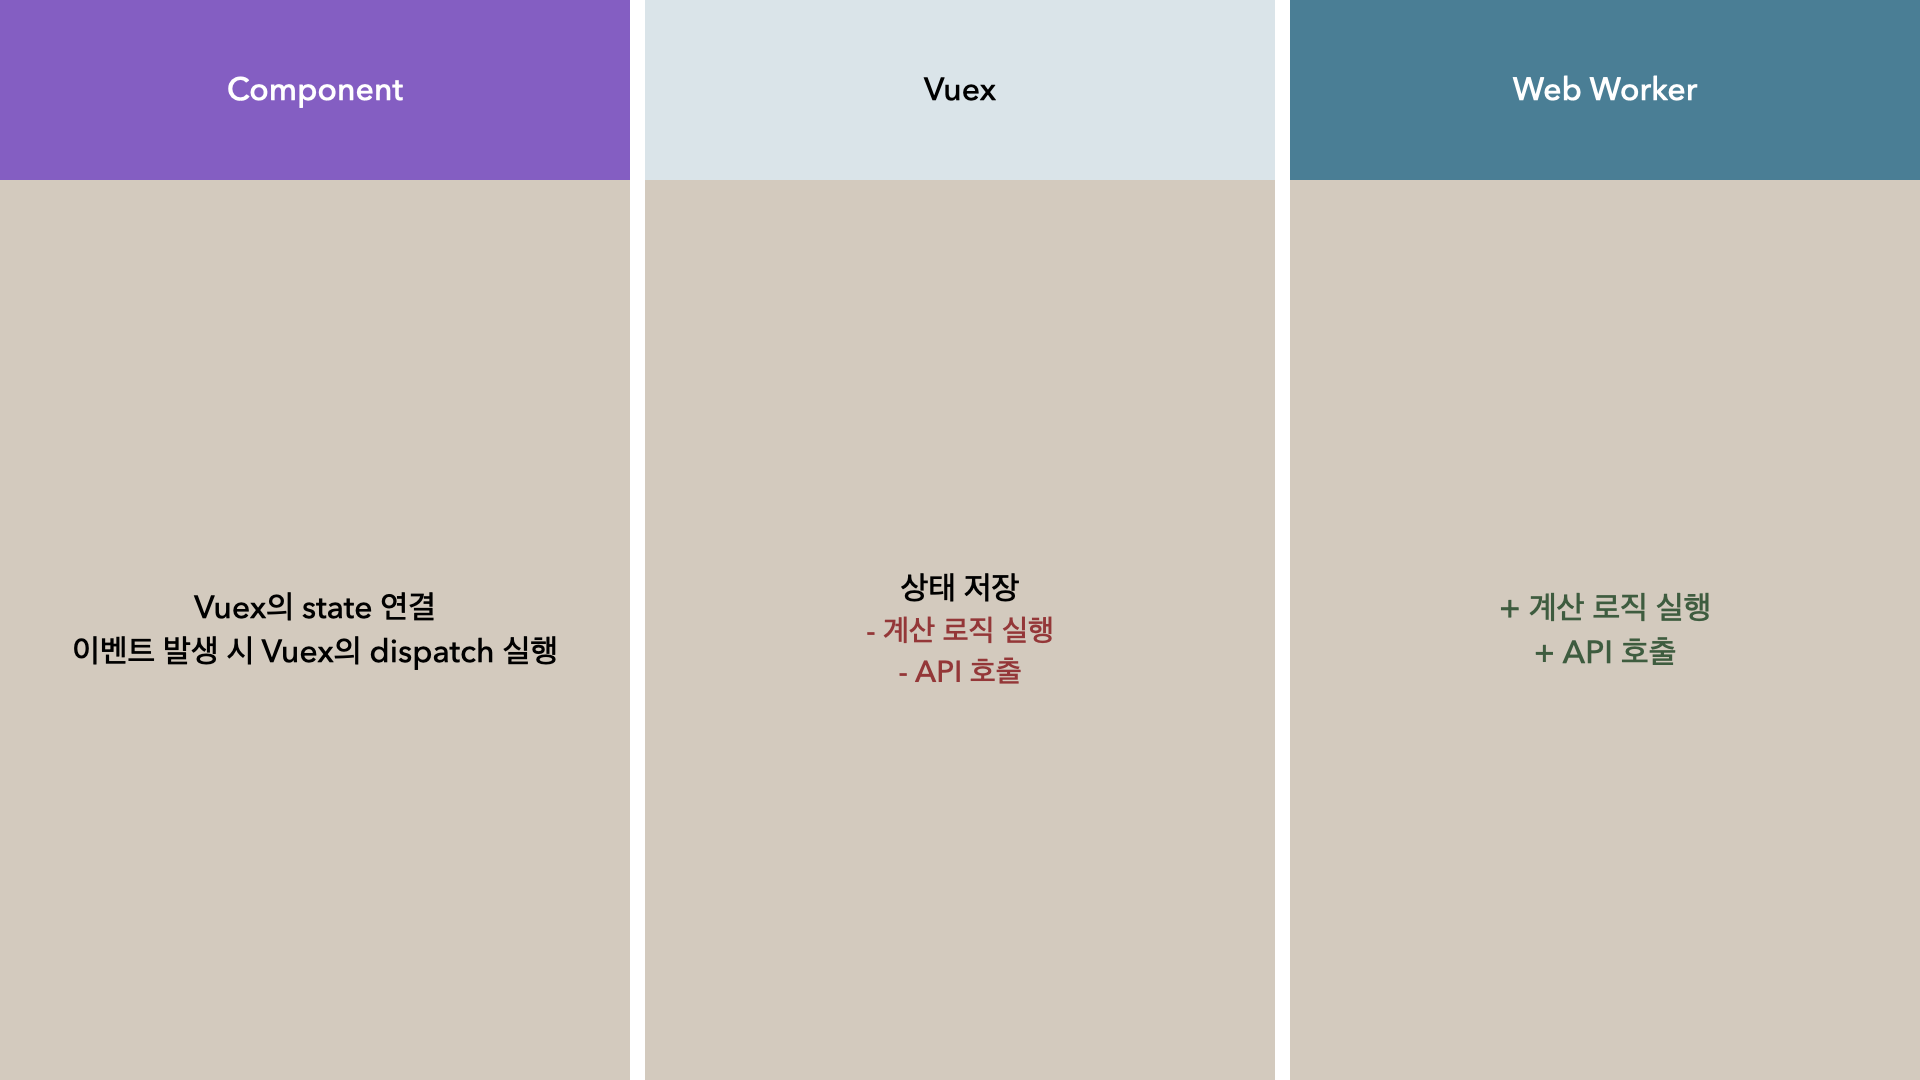 Component
Vuex
Web Worker
Vuex의 state 연결
이벤트 발생 시 Vuex의 dispatch 실행
상태 저장
- 계산 로직 실행
- API 호출
+ 계산 로직 실행
+ API 호출